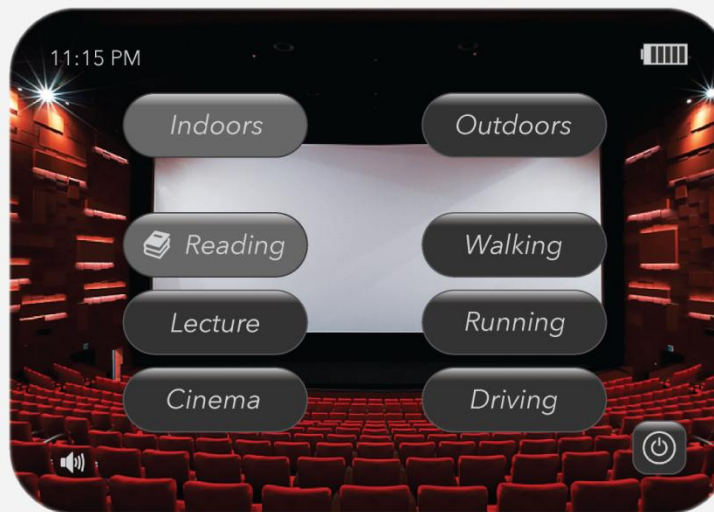 11:15 PM
Indoors
Outdoors
Reading
Walking
Lecture
Running
Cinema
Driving